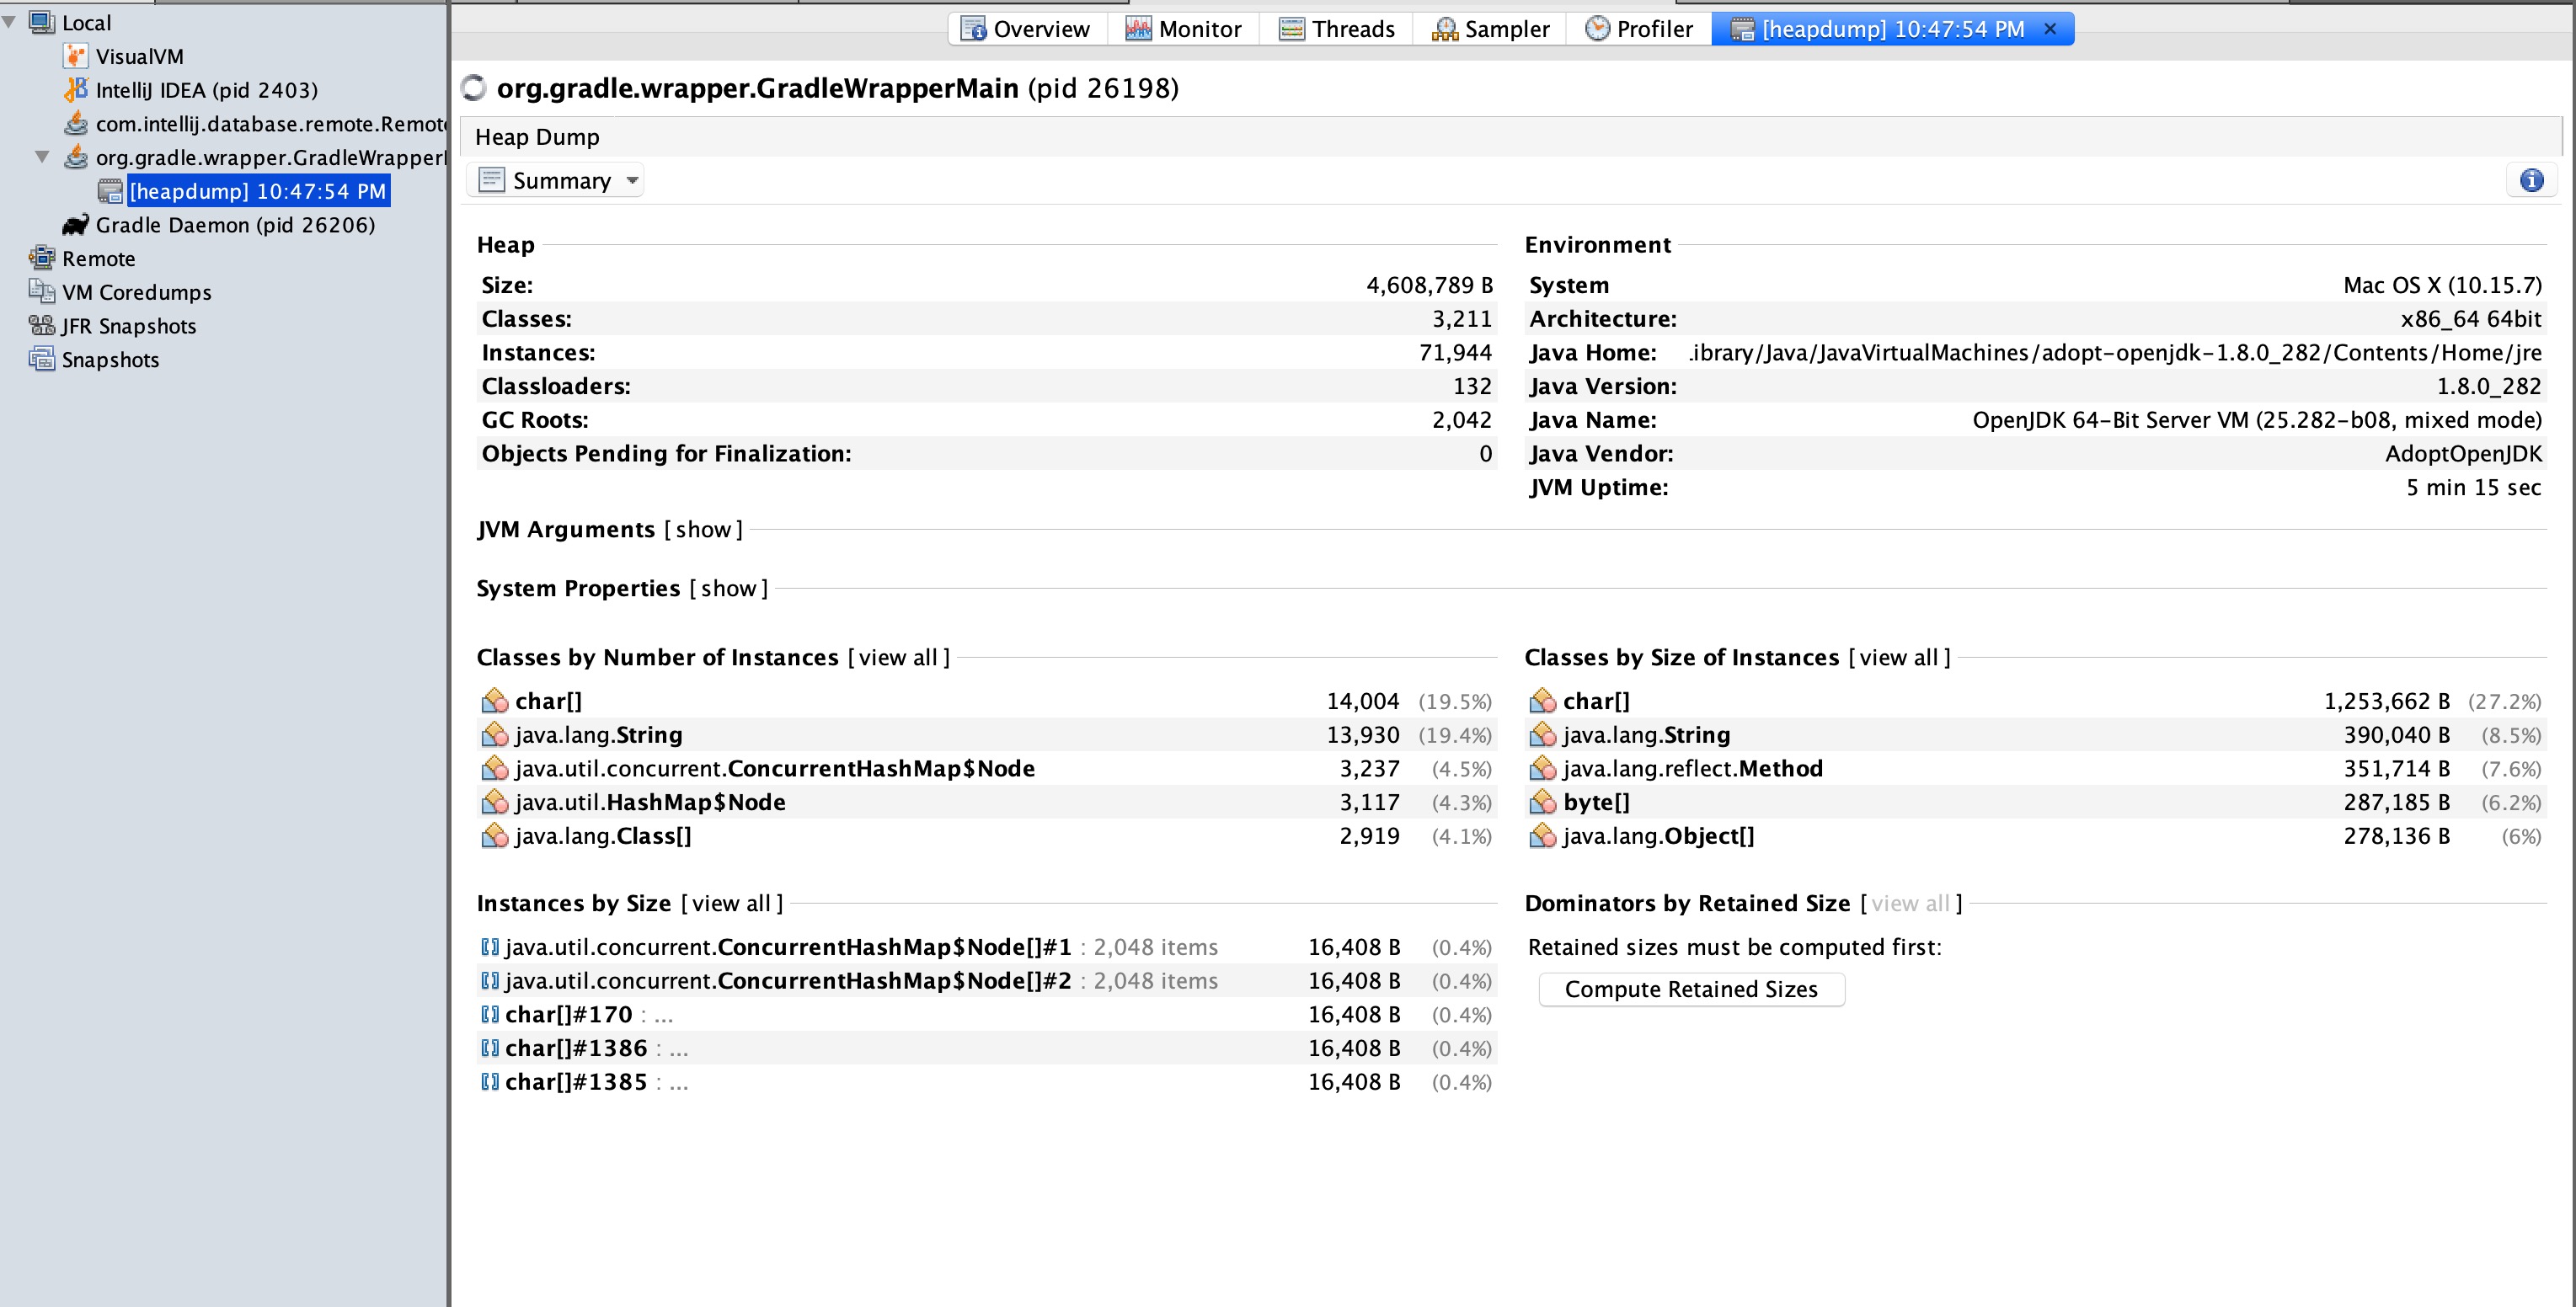 Local
VisualVM
IntelliJ IDEA (pid 2403)
com.intellij.database.remote.Remot
org.gradle.wrapper.GradleWrapper
[heapdump] 10:47:54 PM
Gradle Daemon (pid 26206)
Remote
VM Coredumps
JFR Snapshots
Snapshots
Overview Monitor Threads Sampler Profiler [heapdump] 10:47:54 PM ×
org.gradle.wrapper.GradleWrapperMain (pid 26198)
Heap Dump
Summary
Heap
Size: 4,608,789 B
Classes: 3,211
Instances: 71,944
Classloaders: 132
GC Roots: 2,042
Objects Pending for Finalization: 0
Environment
System Mac OS X (10.15.7)
Architecture: x86_64 64bit
Java Home: .ibrary/Java/JavaVirtualMachines/adopt-openjdk-1.8.0_282/Contents/Home/jre
Java Version: 1.8.0_282
Java Name: OpenJDK 64-Bit Server VM (25.282-b08, mixed mode)
Java Vendor: AdoptOpenJDK
JVM Uptime: 5 min 15 sec
JVM Arguments [show]
System Properties [show]
Classes by Number of Instances [view all]
char[] 14,004 (19.5%)
java.lang.String 13,930 (19.4%)
java.util.concurrent.ConcurrentHashMap$Node 3,237 (4.5%)
java.util.HashMap$Node 3,117 (4.3%)
java.lang.Class[] 2,919 (4.1%)
Classes by Size of Instances [view all]
char[] 1,253,662 B (27.2%)
java.lang.String 390,040 B (8.5%)
java.lang.reflect.Method 351,714 B (7.6%)
byte[] 287,185 B (6.2%)
java.lang.Object[] 278,136 B (6%)
Instances by Size [view all]
java.util.concurrent.ConcurrentHashMap$Node[]#1 : 2,048 items 16,408 B (0.4%)
java.util.concurrent.ConcurrentHashMap$Node[]#2 : 2,048 items 16,408 B (0.4%)
char[]#170 : ... 16,408 B (0.4%)
char[]#1386 : ... 16,408 B (0.4%)
char[]#1385 : ... 16,408 B (0.4%)
Dominators by Retained Size [view all]
Retained sizes must be computed first:
Compute Retained Sizes